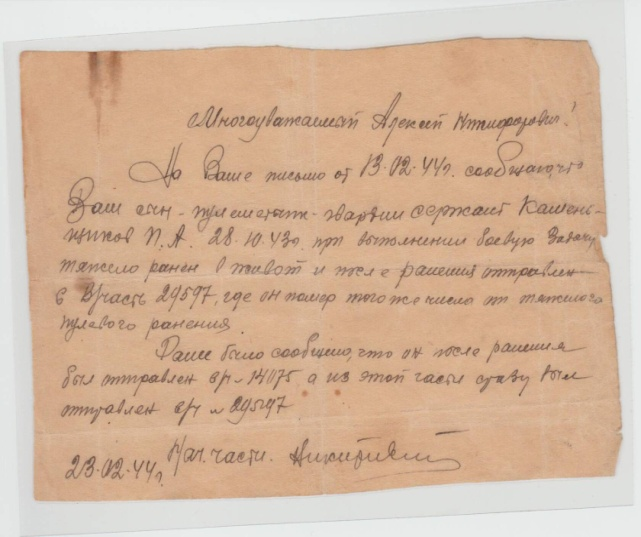 Многоуважаемый Алексей Никифорович!
На Ваше письмо от 13.02.44г. сообщаю, что
Ваш сын - пулеметчик - гвардии сержант Камень-
щиков П. А. 28.10.43г. при выполнении боевую задачу
тяжело ранен в живот и после ранения отправлен
в в/часть 29597, где он помер того же числа от тяжелого
пулевого ранения.
Ранее было сообщено, что он после ранения
был отправлен в/ч 14075 а из этой части сразу был
отправлен в/ч 29597
23.02.44г. Нач. части.